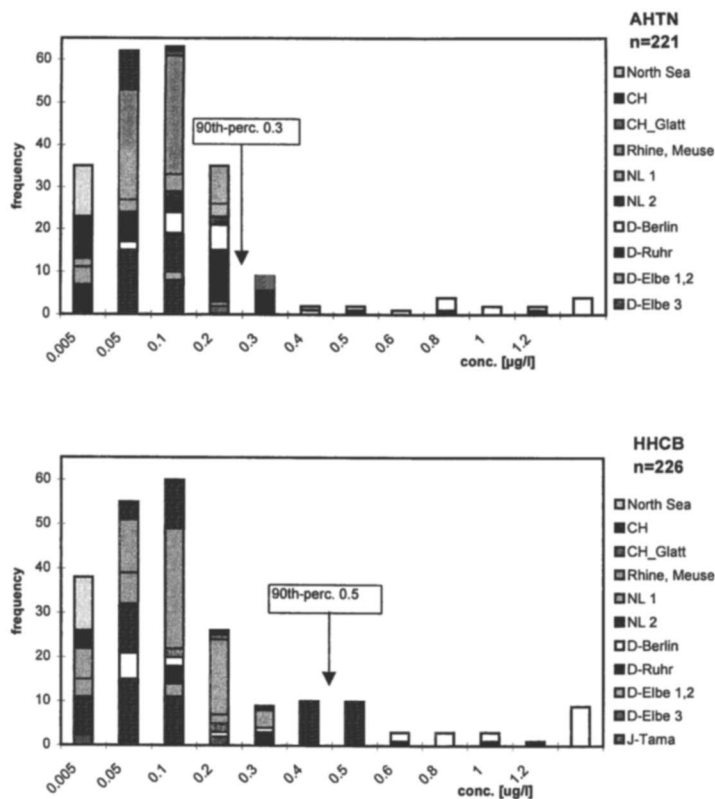 AHTN
n=221
60
50
40
30
20
10
0
frequency
90th-perc. 0.3
North Sea
CH
CH_Glatt
Rhine, Meuse
NL 1
NL 2
D-Berlin
D-Ruhr
D-Elbe 1,2
D-Elbe 3
0.005
0.05
0.1
0.2
0.3
0.4
0.5
0.6
0.8
1
1.2
conc. [µg/l]
HHCB
n=226
60
50
40
30
20
10
0
frequency
90th-perc. 0.5
North Sea
CH
CH_Glatt
Rhine, Meuse
NL 1
NL 2
D-Berlin
D-Ruhr
D-Elbe 1,2
D-Elbe 3
J-Tama
0.005
0.05
0.1
0.2
0.3
0.4
0.5
0.6
0.8
1
1.2
conc. [µg/l]